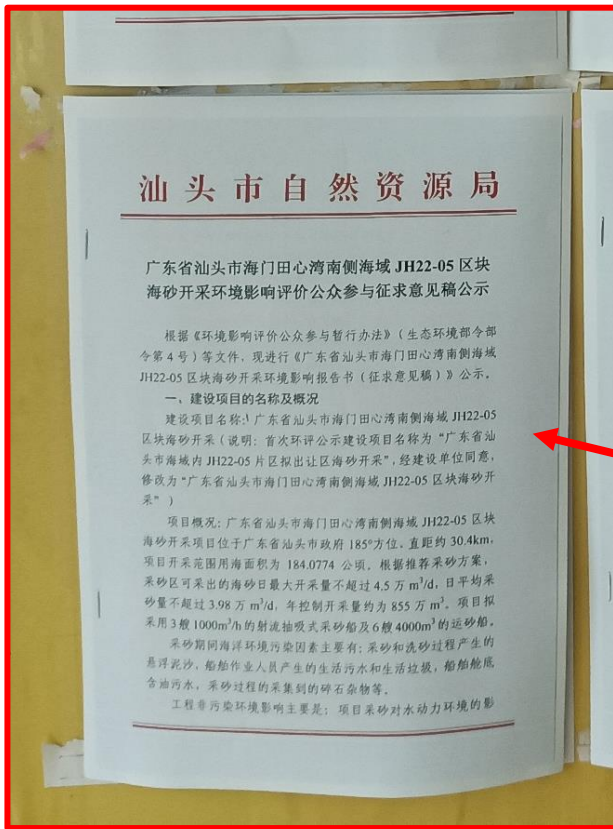 汕头市自然资源局
广东省汕头市海门田心湾南侧海域 JH22-05 区块
海砂开采环境影响评价公众参与征求意见稿公示
根据《环境影响评价公众参与暂行办法》（生态环境部令部
令第 4 号）等文件，现进行《广东省汕头市海门田心湾南侧海域
JH22-05 区块海砂开采环境影响报告书（征求意见稿）》公示。
一、建设项目的名称及概况
建设项目名称：广东省汕头市海门田心湾南侧海域 JH22-05
区块海砂开采（说明：首次环评公示建设项目名称为“广东省汕
头市海域内 JH22-05 片区拟出让区海砂开采”，经建设单位同意，
修改为“广东省汕头市海门田心湾南侧海域 JH22-05 区块海砂开
采”）
项目概况：广东省汕头市海门田心湾南侧海域 JH22-05 区块
海砂开采项目位于广东省汕头市政府 185°方位，直距约 30.4km，
项目开采范围用海面积为 184.0774 公顷。根据推荐采砂方案，
采砂区可采出的海砂日最大开采量不超过 4.5 万 m³/d，日平均采
砂量不超过 3.98 万 m³/d，年控制开采量约为 855 万 m³。项目拟
采用 3 艘 1000m³/h 的射流抽吸式采砂船及 6 艘 4000m³ 的运砂船。
采砂期间海洋环境污染因素主要有：采砂和洗砂过程产生的
悬浮泥沙，船舶作业人员产生的生活污水和生活垃圾，船舶舱底
含油污水，采砂过程的采集到的碎石杂物等。
工程非污染环境影响主要是：项目采砂对水动力环境的影